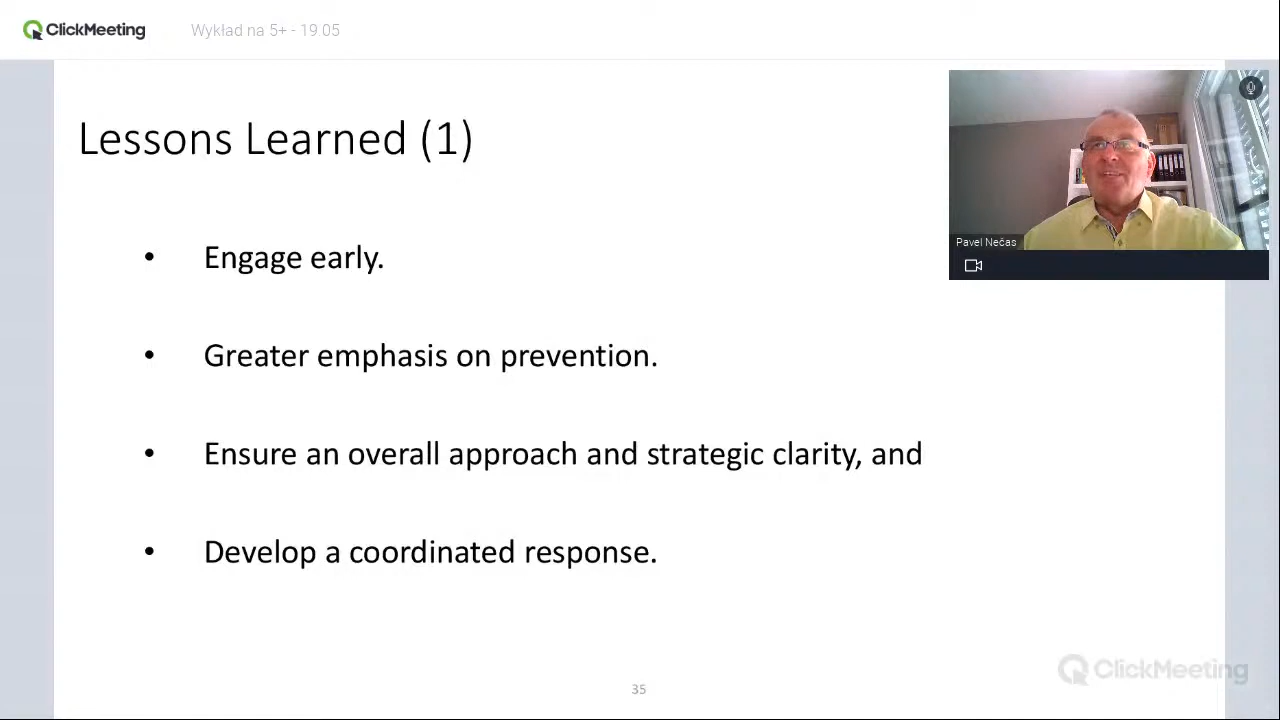 ClickMeeting
Wykład na 5+ - 19.05
Lessons Learned (1)
Pavel Nečas
• Engage early.
• Greater emphasis on prevention.
• Ensure an overall approach and strategic clarity, and
• Develop a coordinated response.
ClickMeeting
35